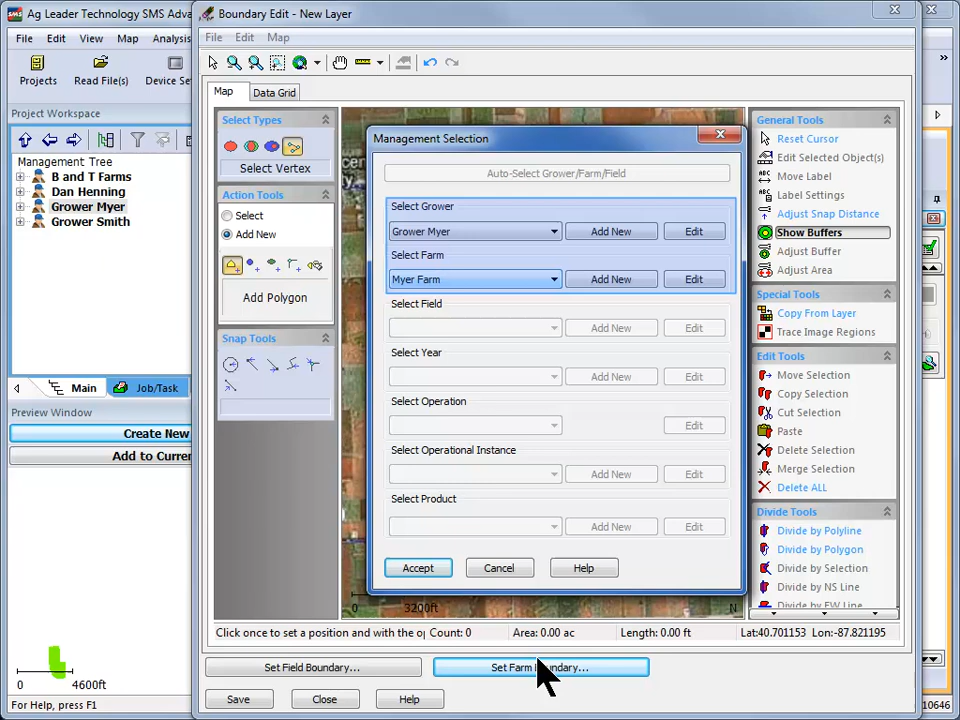 Ag Leader Technology SMS Adva
File Edit View Map Analysis
Projects Read File(s) Device Se
Project Workspace
Management Tree
B and T Farms
Dan Henning
Grower Myer
Grower Smith
Main Job/Task
Preview Window
Create New
Add to Curre
0 4600ft
For Help, press F1
Boundary Edit - New Layer
File Edit Map
Map Data Grid
Select Types
Select Vertex
Action Tools
Select
Add New
Add Polygon
Snap Tools
Management Selection
Auto-Select Grower/Farm/Field
Select Grower
Grower Myer Add New Edit
Select Farm
Myer Farm Add New Edit
Select Field
Add New Edit
Select Year
Add New Edit
Select Operation
Edit
Select Operational Instance
Add New Edit
Select Product
Add New Edit
Accept Cancel Help
0 3200ft N
General Tools
Reset Cursor
Edit Selected Object(s)
ABC Move Label
ABC Label Settings
Adjust Snap Distance
Show Buffers
Adjust Buffer
Adjust Area
Special Tools
Copy From Layer
Trace Image Regions
Edit Tools
Move Selection
Copy Selection
Cut Selection
Paste
Delete Selection
Merge Selection
Delete ALL
Divide Tools
Divide by Polyline
Divide by Polygon
Divide by Selection
Divide by NS Line
Divide by EW Line
Click once to set a position and with the op Count: 0 Area: 0.00 ac Length: 0.00 ft Lat:40.701153 Lon:-87.821195
Set Field Boundary... Set Farm Boundary...
Save Close Help
10646